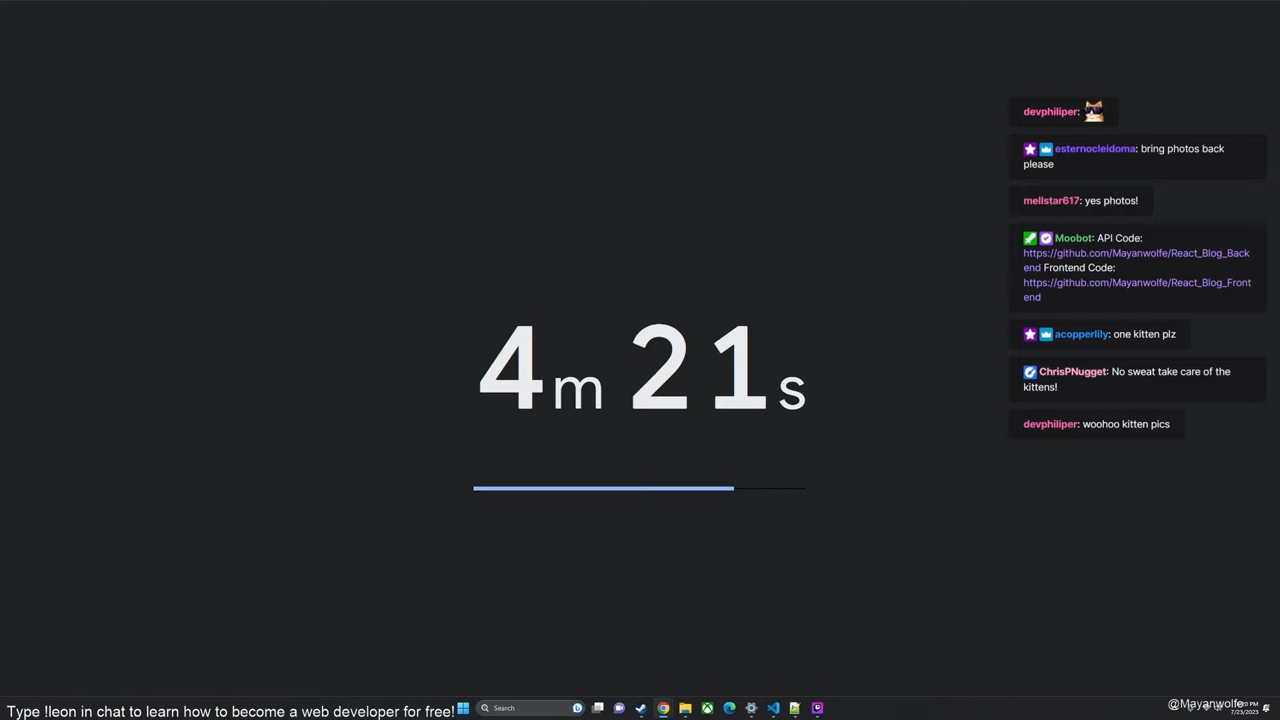 devphiliper:
esternocleidoma: bring photos back
please
mellstar617: yes photos!
Moobot: API Code:
https://github.com/Mayanwolfe/React_Blog_Back
end Frontend Code:
https://github.com/Mayanwolfe/React_Blog_Front
end
acopperlily: one kitten plz
ChrisPNugget: No sweat take care of the
kittens!
devphiliper: woohoo kitten pics
4m 21s
Type !leon in chat to learn how to become a web developer for free!
Search
@Mayanwolfe
7/23/2023